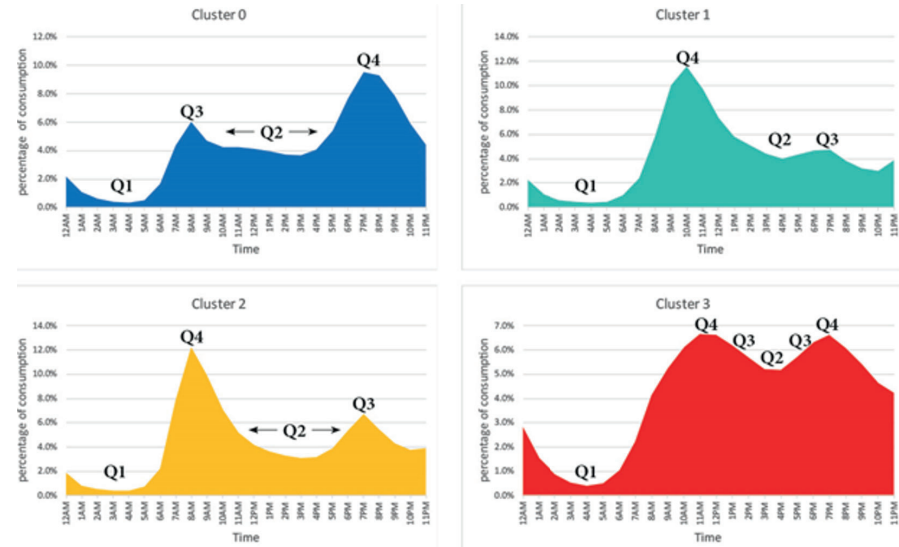 Cluster 0
percentage of consumption
12.0%
10.0%
8.0%
6.0%
4.0%
2.0%
0.0%
Q1
Q3
Q2
Q4
12AM 1AM 2AM 3AM 4AM 5AM 6AM 7AM 8AM 9AM 10AM 11AM 12PM 1PM 2PM 3PM 4PM 5PM 6PM 7PM 8PM 9PM 10PM 11PM
Time
Cluster 1
percentage of consumption
14.0%
12.0%
10.0%
8.0%
6.0%
4.0%
2.0%
0.0%
Q1
Q4
Q2
Q3
12AM 1AM 2AM 3AM 4AM 5AM 6AM 7AM 8AM 9AM 10AM 11AM 12PM 1PM 2PM 3PM 4PM 5PM 6PM 7PM 8PM 9PM 10PM 11PM
Time
Cluster 2
percentage of consumption
14.0%
12.0%
10.0%
8.0%
6.0%
4.0%
2.0%
0.0%
Q1
Q4
Q2
Q3
12AM 1AM 2AM 3AM 4AM 5AM 6AM 7AM 8AM 9AM 10AM 11AM 12PM 1PM 2PM 3PM 4PM 5PM 6PM 7PM 8PM 9PM 10PM 11PM
Time
Cluster 3
percentage of consumption
7.0%
6.0%
5.0%
4.0%
3.0%
2.0%
1.0%
0.0%
Q1
Q4
Q3
Q2
Q3
Q4
12AM 1AM 2AM 3AM 4AM 5AM 6AM 7AM 8AM 9AM 10AM 11AM 12PM 1PM 2PM 3PM 4PM 5PM 6PM 7PM 8PM 9PM 10PM 11PM
Time